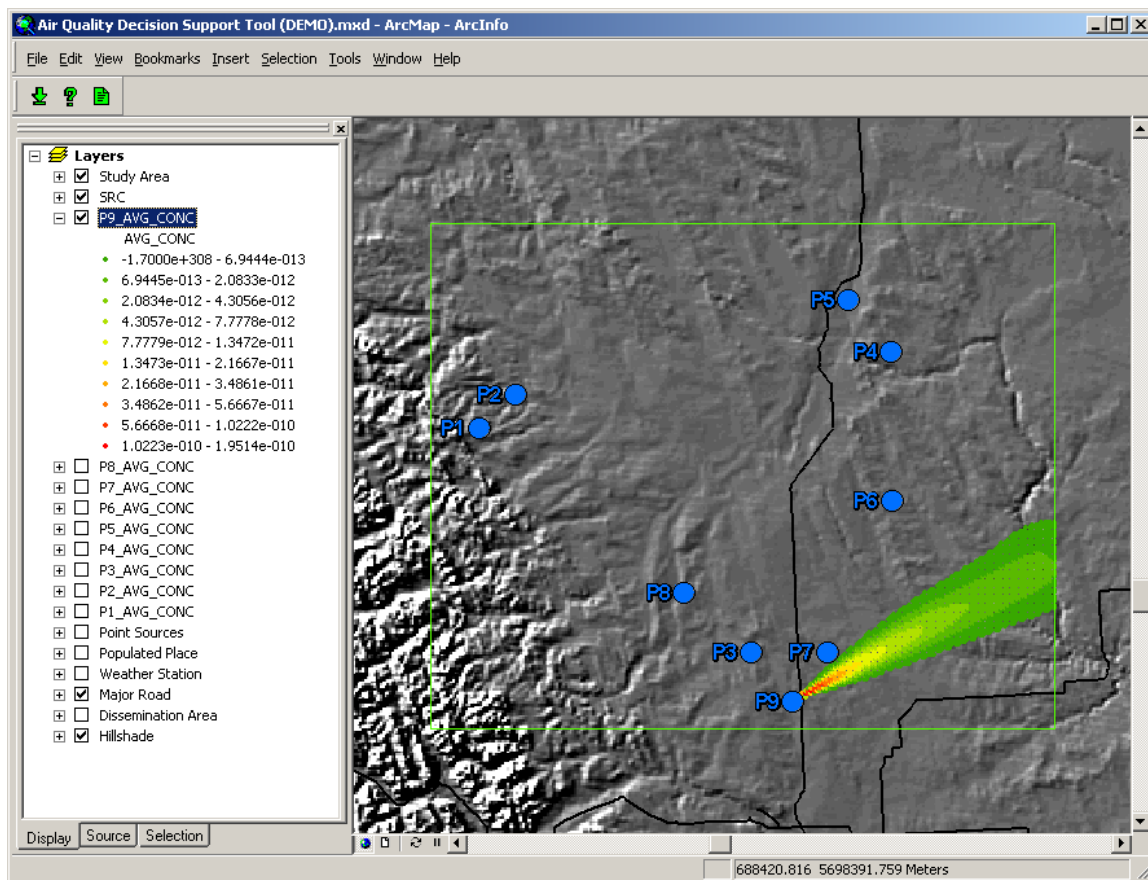 Air Quality Decision Support Tool (DEMO).mxd - ArcMap - ArcInfo
File Edit View Bookmarks Insert Selection Tools Window Help
Layers
Study Area
SRC
P9_AVG_CONC
AVG_CONC
-1.7000e+308 - 6.9444e-013
6.9445e-013 - 2.0833e-012
2.0834e-012 - 4.3056e-012
4.3057e-012 - 7.7778e-012
7.7779e-012 - 1.3472e-011
1.3473e-011 - 2.1667e-011
2.1668e-011 - 3.4861e-011
3.4862e-011 - 5.6667e-011
5.6668e-011 - 1.0222e-010
1.0223e-010 - 1.9514e-010
P8_AVG_CONC
P7_AVG_CONC
P6_AVG_CONC
P5_AVG_CONC
P4_AVG_CONC
P3_AVG_CONC
P2_AVG_CONC
P1_AVG_CONC
Point Sources
Populated Place
Weather Station
Major Road
Dissemination Area
Hillshade
Display Source Selection
P5
P4
P2
P1
P6
P8
P3 P7
P9
688420.816 5698391.759 Meters